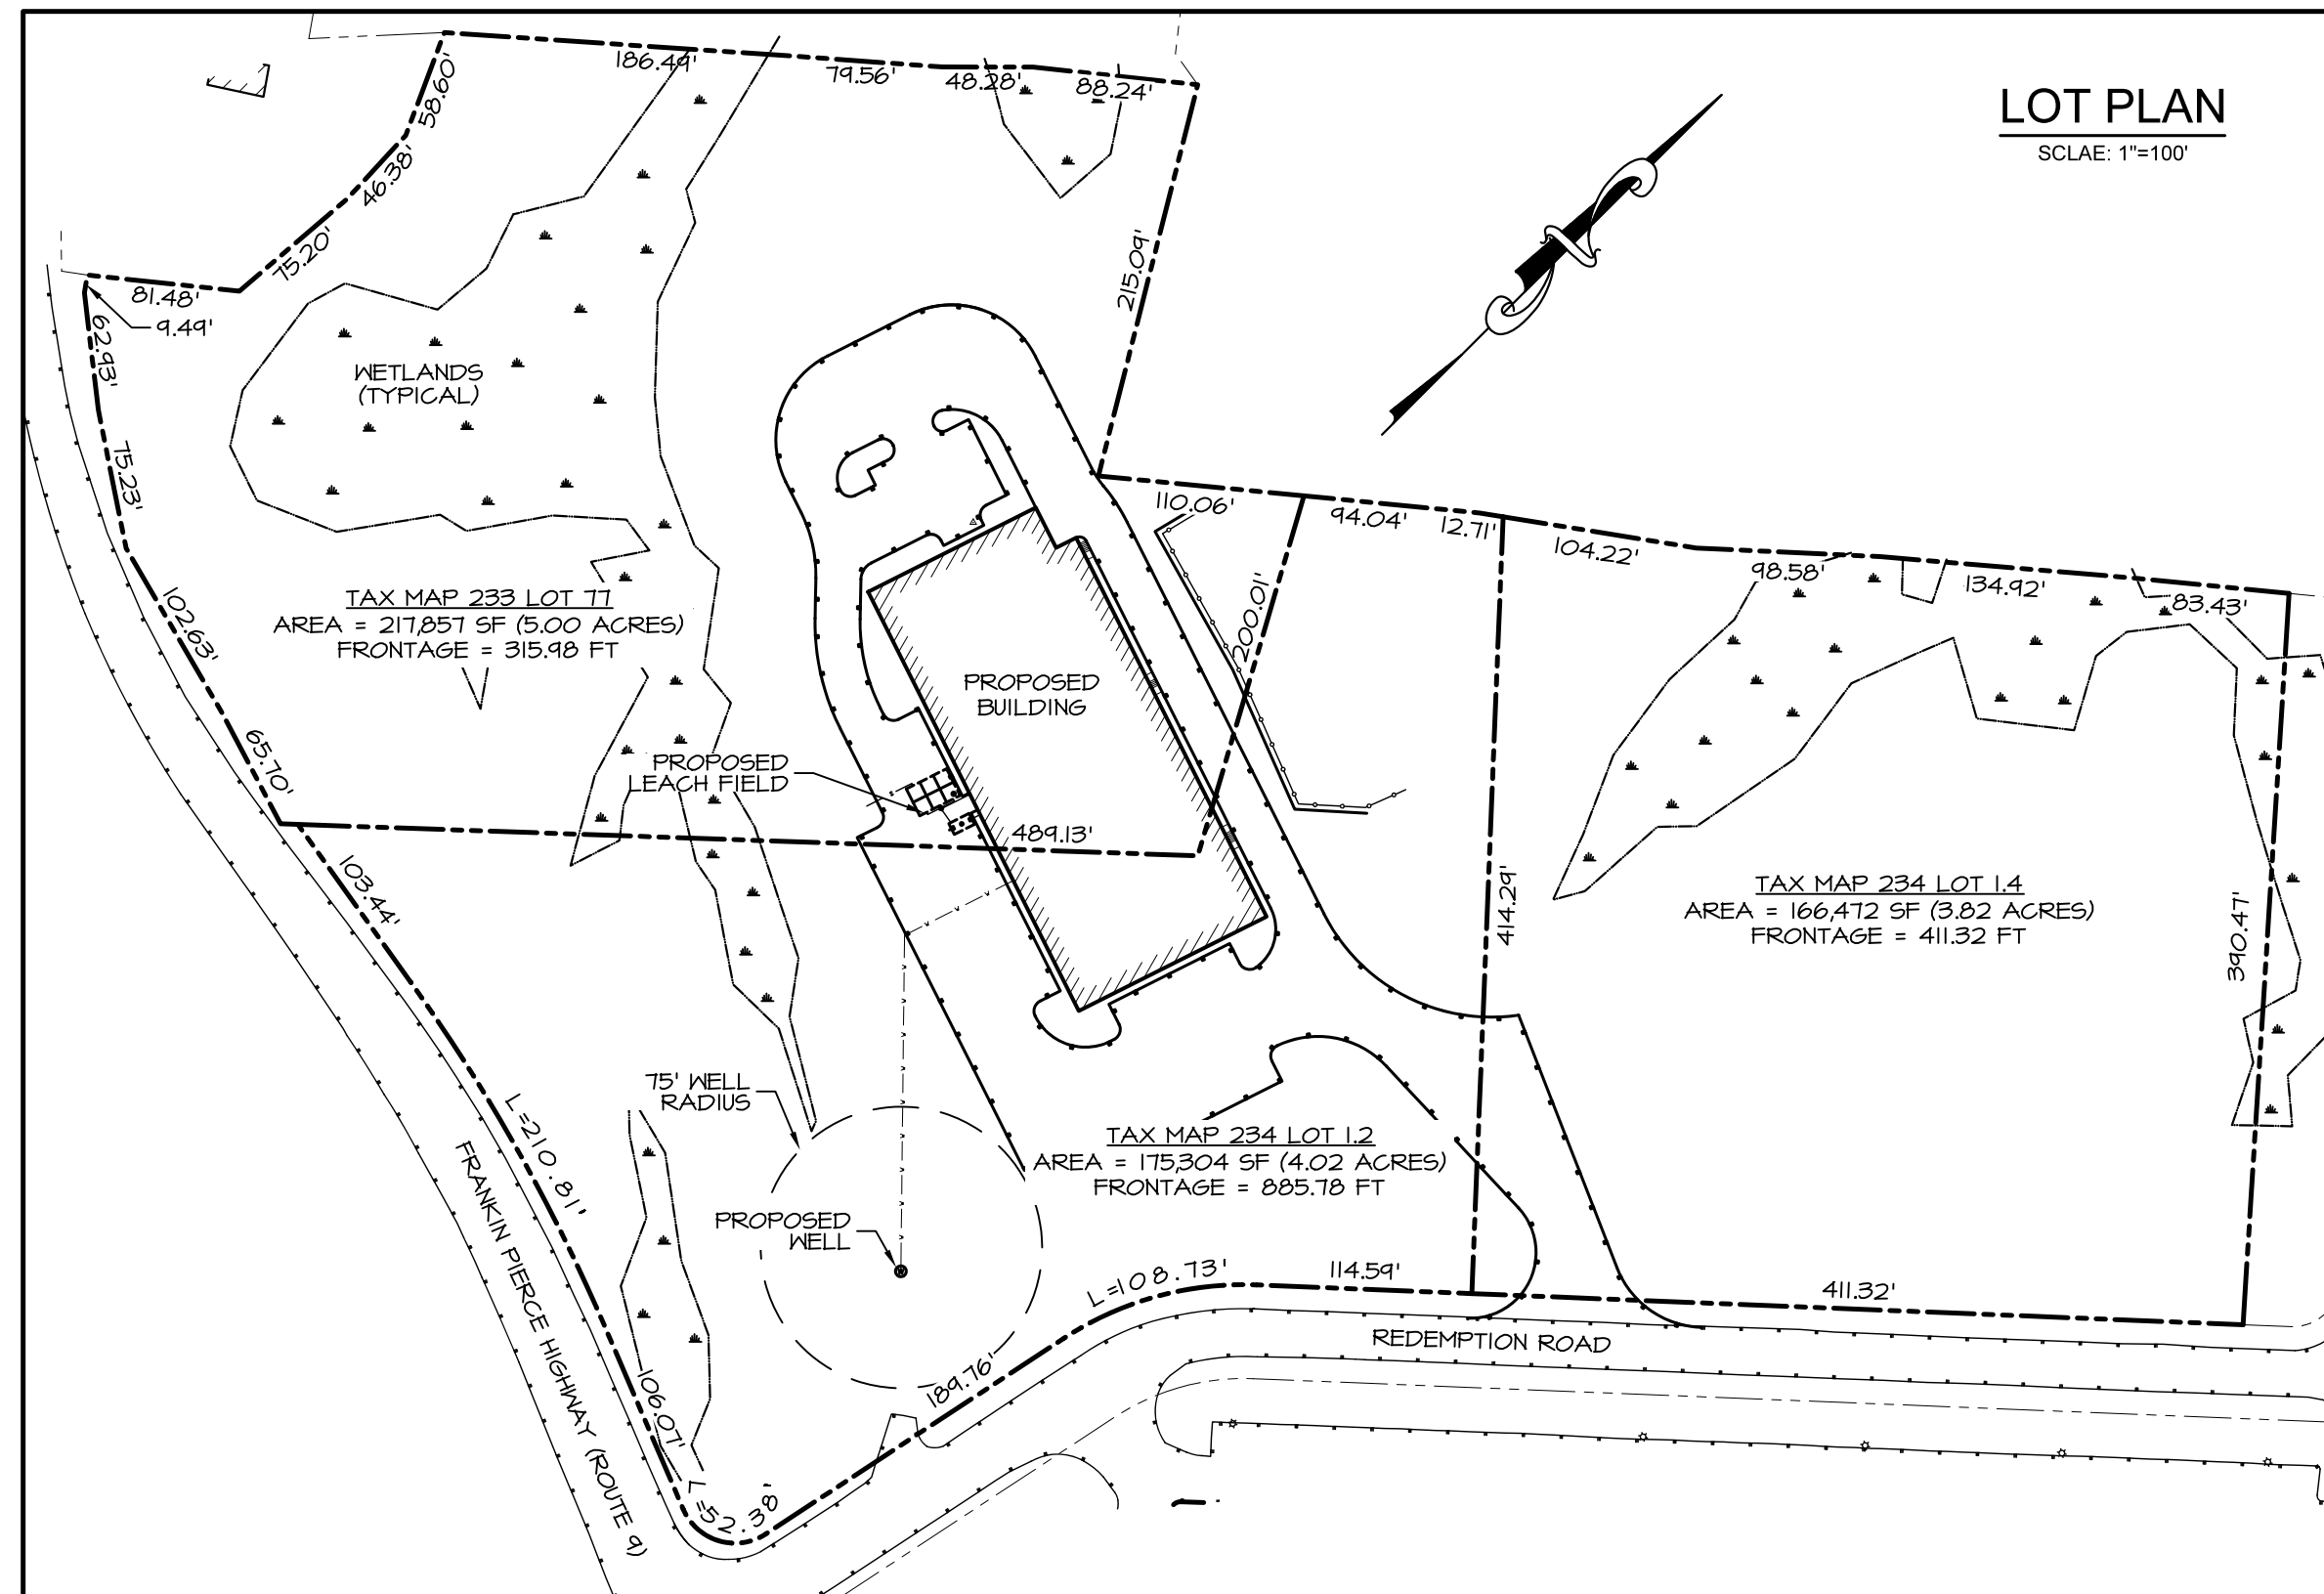 LOT PLAN
SCLAE: 1"=100'
186.49'
79.56'
48.28'
88.24'
58.60'
46.38'
75.20'
81.48'
9.49'
62.93'
75.23'
102.63'
65.70'
215.09'
110.06'
94.04'
12.71'
104.22'
98.58'
134.92'
83.43'
WETLANDS
(TYPICAL)
TAX MAP 233 LOT 77
AREA = 217,857 SF (5.00 ACRES)
FRONTAGE = 315.98 FT
200.01'
PROPOSED
BUILDING
PROPOSED
LEACH FIELD
489.13'
103.44'
414.29'
TAX MAP 234 LOT 1.4
AREA = 166,472 SF (3.82 ACRES)
FRONTAGE = 411.32 FT
390.47'
75' WELL
RADIUS
L=210.81'
TAX MAP 234 LOT 1.2
AREA = 175,304 SF (4.02 ACRES)
FRONTAGE = 885.78 FT
PROPOSED
WELL
W
L=108.73'
114.59'
411.32'
REDEMPTION ROAD
FRANKIN PIERCE HIGHWAY (ROUTE 9)
106.07'
189.76'
L=52.38'